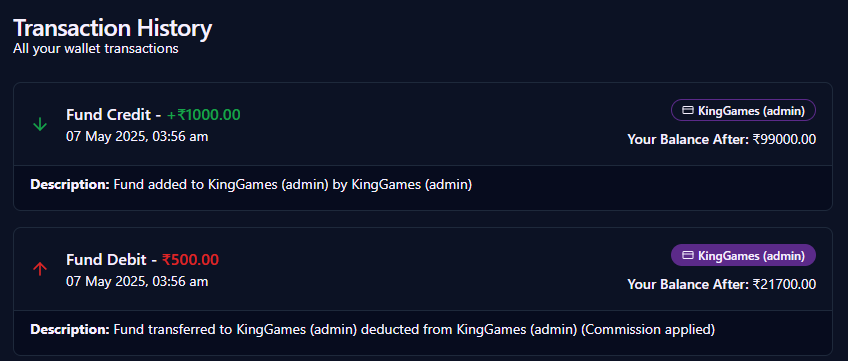 Transaction History
All your wallet transactions
Fund Credit - +₹1000.00
KingGames (admin)
07 May 2025, 03:56 am
Your Balance After: ₹99000.00
Description: Fund added to KingGames (admin) by KingGames (admin)
Fund Debit - ₹500.00
KingGames (admin)
07 May 2025, 03:56 am
Your Balance After: ₹21700.00
Description: Fund transferred to KingGames (admin) deducted from KingGames (admin) (Commission applied)